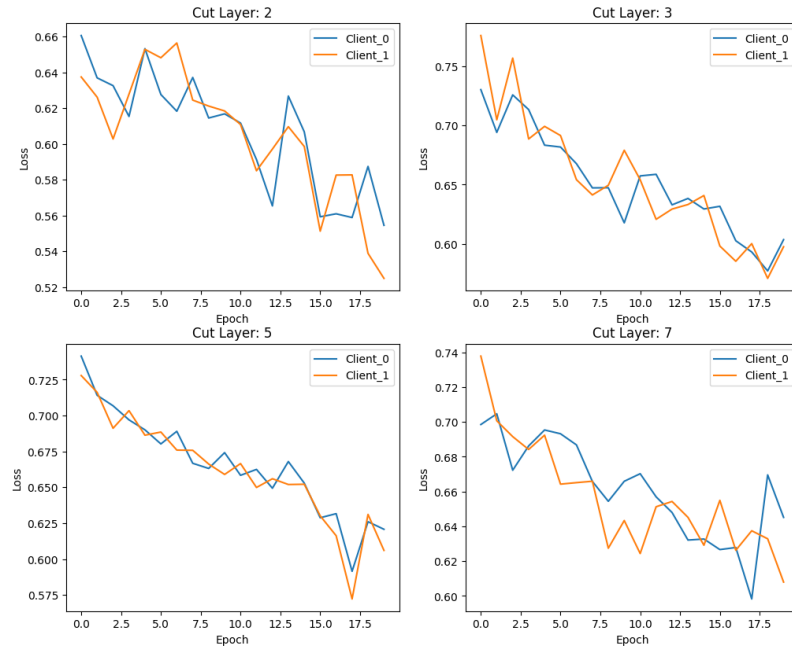 Cut Layer: 2
0.66
0.64
0.62
0.60
0.58
0.56
0.54
0.52
Loss
0.0 2.5 5.0 7.5 10.0 12.5 15.0 17.5
Epoch
Client_0
Client_1
Cut Layer: 3
0.75
0.70
0.65
0.60
Loss
0.0 2.5 5.0 7.5 10.0 12.5 15.0 17.5
Epoch
Client_0
Client_1
Cut Layer: 5
0.725
0.700
0.675
0.650
0.625
0.600
0.575
Loss
0.0 2.5 5.0 7.5 10.0 12.5 15.0 17.5
Epoch
Client_0
Client_1
Cut Layer: 7
0.74
0.72
0.70
0.68
0.66
0.64
0.62
0.60
Loss
0.0 2.5 5.0 7.5 10.0 12.5 15.0 17.5
Epoch
Client_0
Client_1